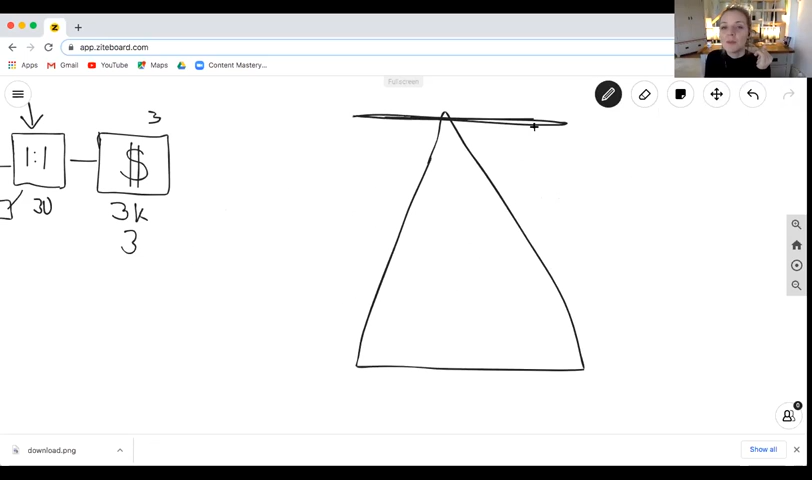 app.ziteboard.com
Apps Gmail YouTube Maps Content Mastery...
Fullscreen
3
1:1 $
30 3k
3
0
download.png Show all